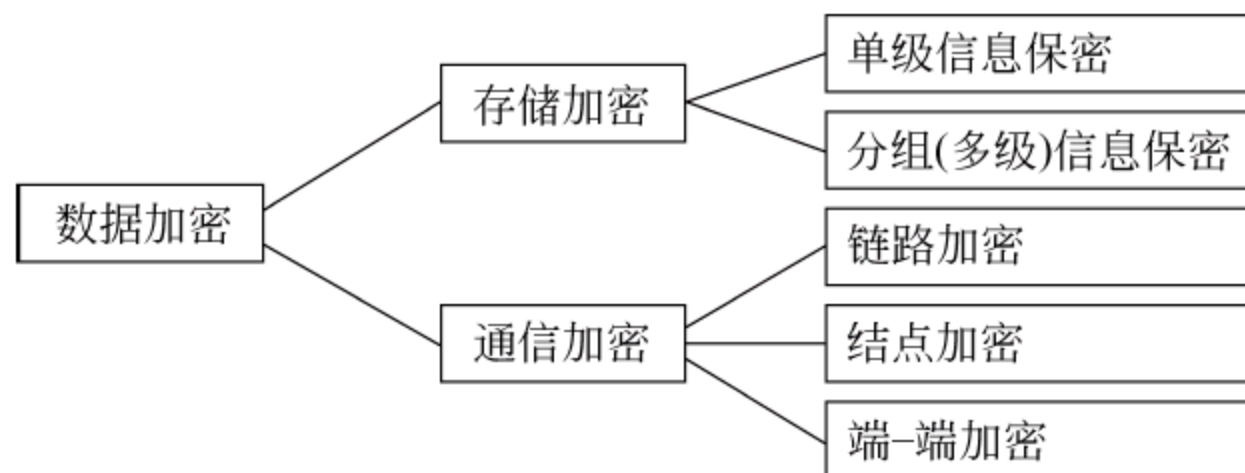 数据加密
存储加密
单级信息保密
分组(多级)信息保密
通信加密
链路加密
结点加密
端–端加密